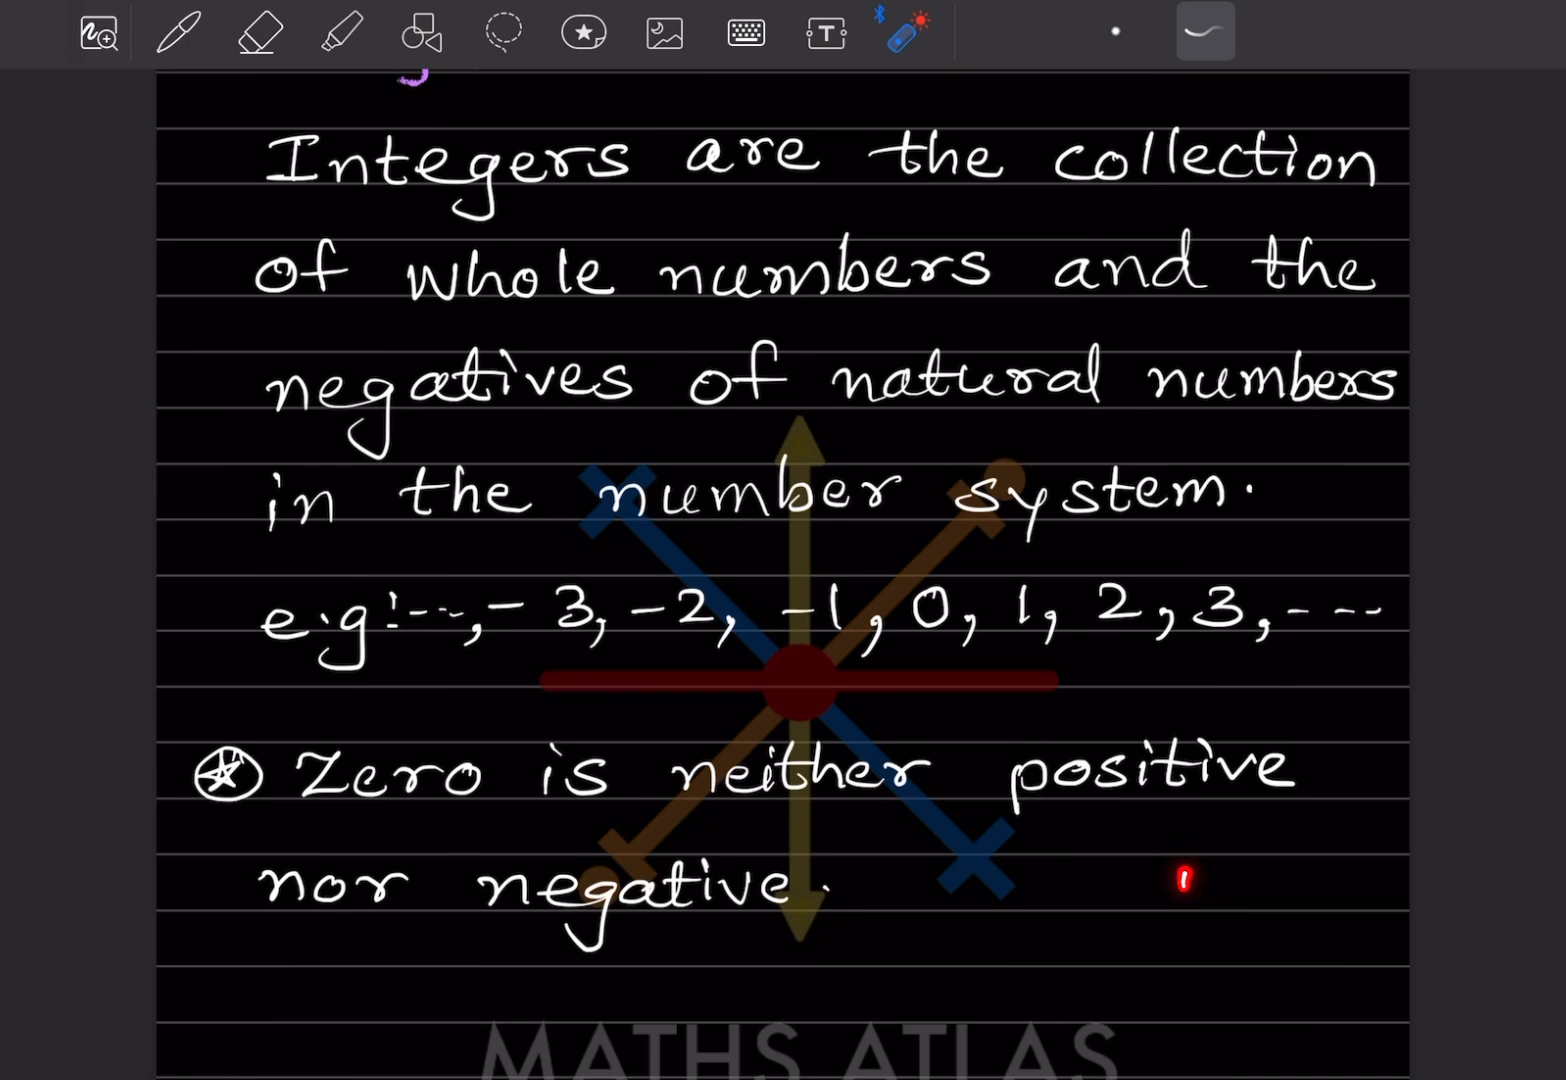 Integers are the collection
of whole numbers and the
negatives of natural numbers
in the number system.
e.g:---, -3, -2, -1, 0, 1, 2, 3, ---
Zero is neither positive
nor negative.
MATHS ATLAS